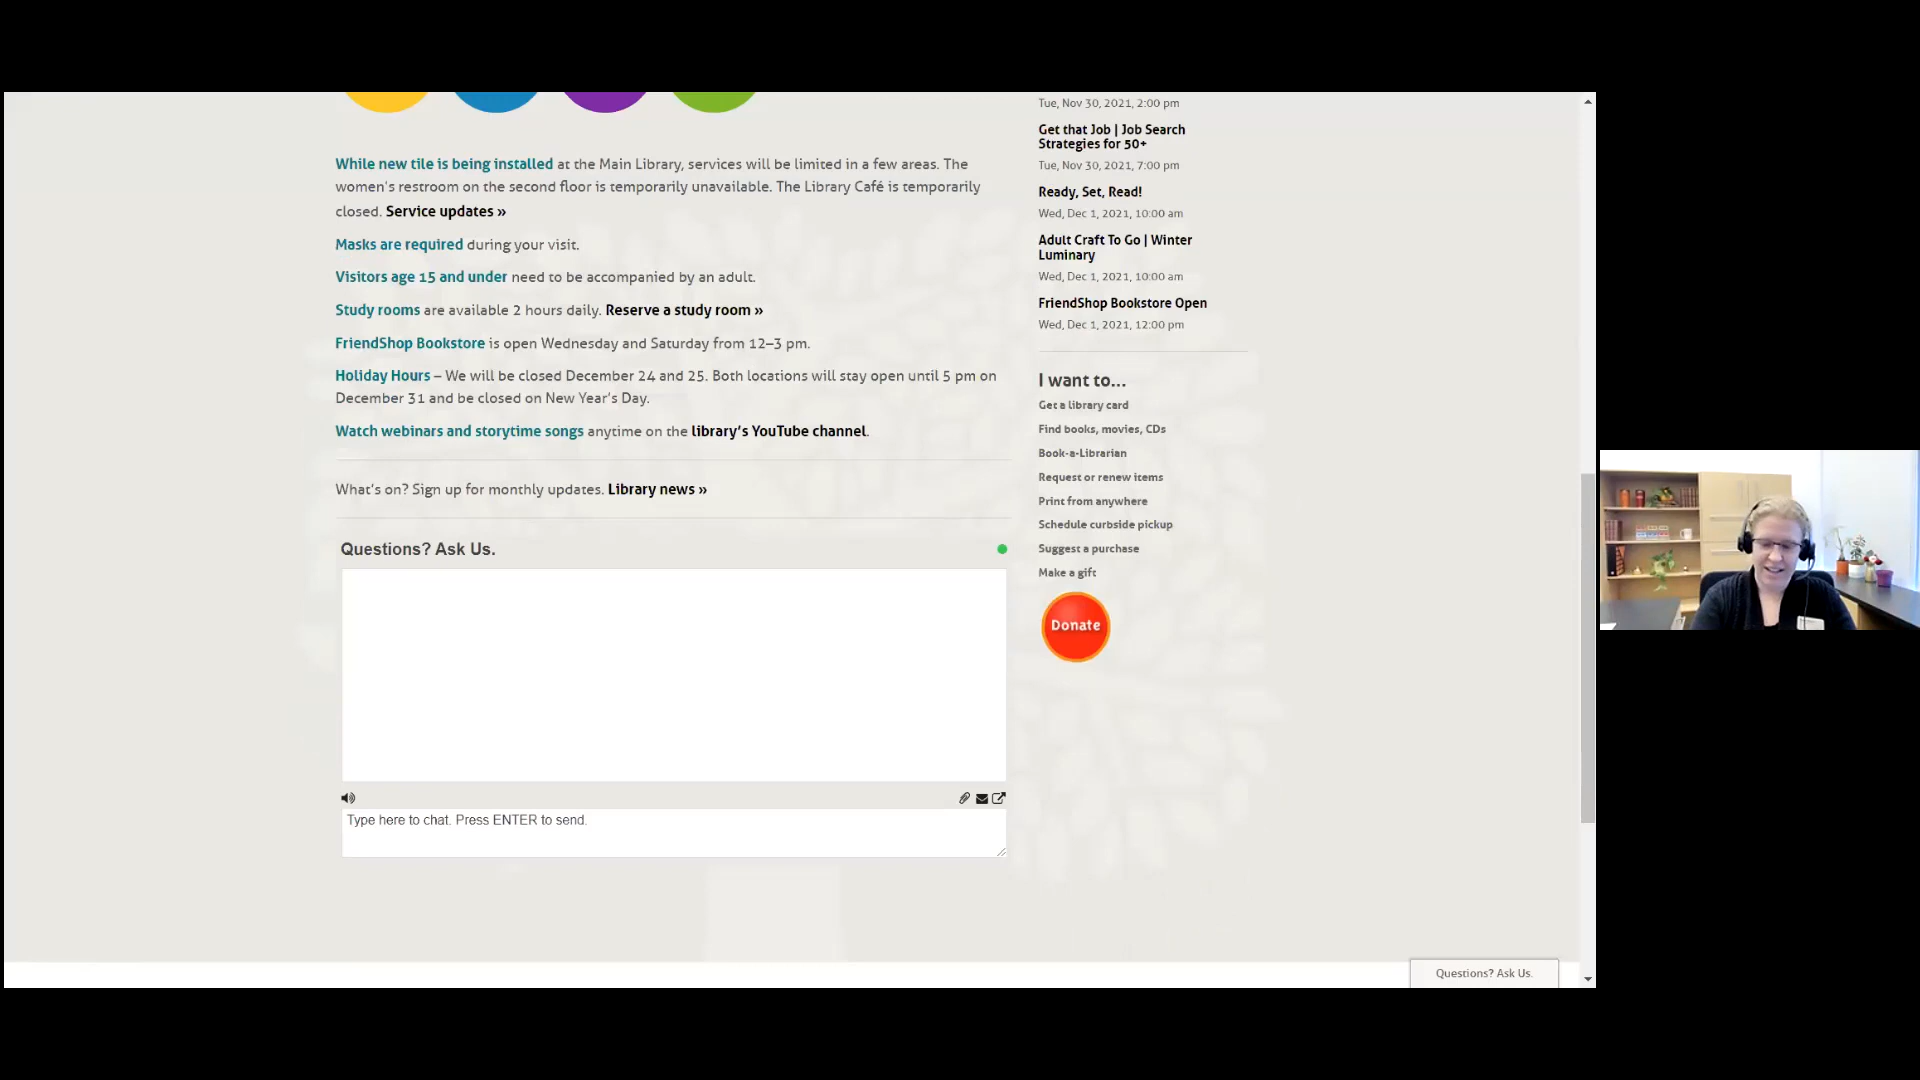 While new tile is being installed at the Main Library, services will be limited in a few areas. The
women's restroom on the second floor is temporarily unavailable. The Library Café is temporarily
closed. Service updates »
Masks are required during your visit.
Visitors age 15 and under need to be accompanied by an adult.
Study rooms are available 2 hours daily. Reserve a study room »
FriendShop Bookstore is open Wednesday and Saturday from 12–3 pm.
Holiday Hours – We will be closed December 24 and 25. Both locations will stay open until 5 pm on
December 31 and be closed on New Year's Day.
Watch webinars and storytime songs anytime on the library's YouTube channel.
What's on? Sign up for monthly updates. Library news »
Questions? Ask Us.
Type here to chat. Press ENTER to send.
Tue, Nov 30, 2021, 2:00 pm
Get that Job | Job Search
Strategies for 50+
Tue, Nov 30, 2021, 7:00 pm
Ready, Set, Read!
Wed, Dec 1, 2021, 10:00 am
Adult Craft To Go | Winter
Luminary
Wed, Dec 1, 2021, 10:00 am
FriendShop Bookstore Open
Wed, Dec 1, 2021, 12:00 pm
I want to...
Get a library card
Find books, movies, CDs
Book-a-Librarian
Request or renew items
Print from anywhere
Schedule curbside pickup
Suggest a purchase
Make a gift
Donate
Questions? Ask Us.